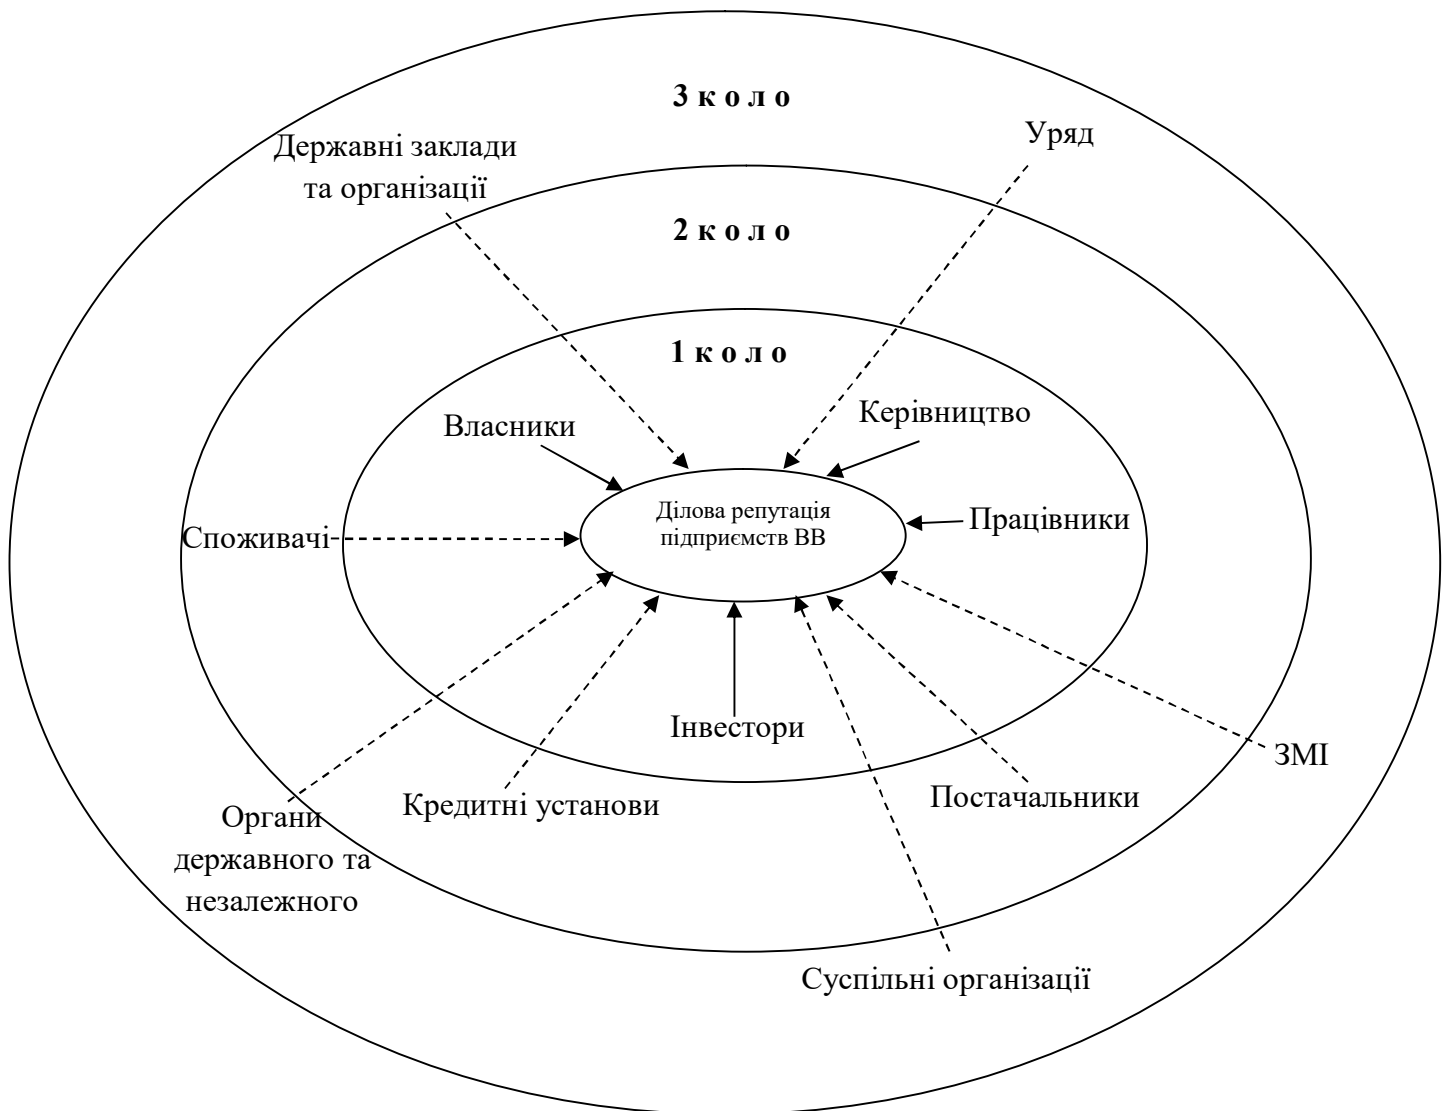 3 к о л о
Уряд
Державні заклади
та організації
2 к о л о
1 к о л о
Керівництво
Власники
Ділова репутація
підприємств ВВ
Працівники
Споживачі
Інвестори
ЗМІ
Постачальники
Кредитні установи
Органи
державного та
незалежного
Суспільні організації